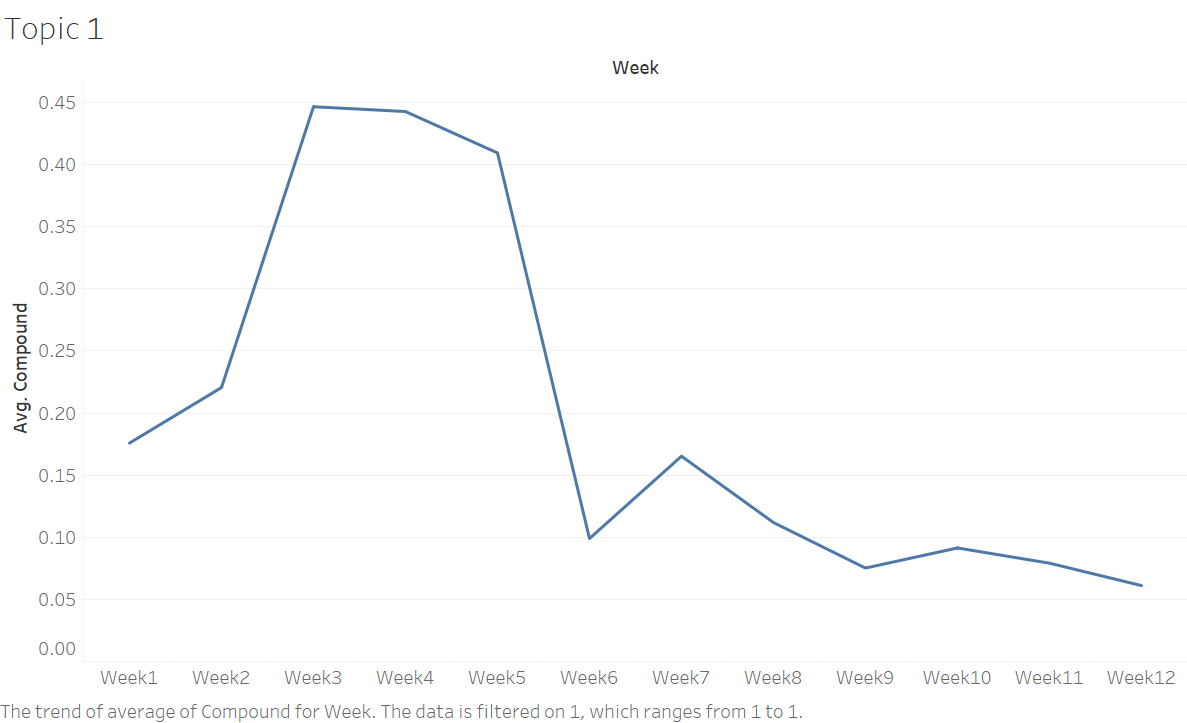 Topic 1
Week
Avg. Compound
0.45
0.40
0.35
0.30
0.25
0.20
0.15
0.10
0.05
0.00
Week1 Week2 Week3 Week4 Week5 Week6 Week7 Week8 Week9 Week10 Week11 Week12
The trend of average of Compound for Week. The data is filtered on 1, which ranges from 1 to 1.